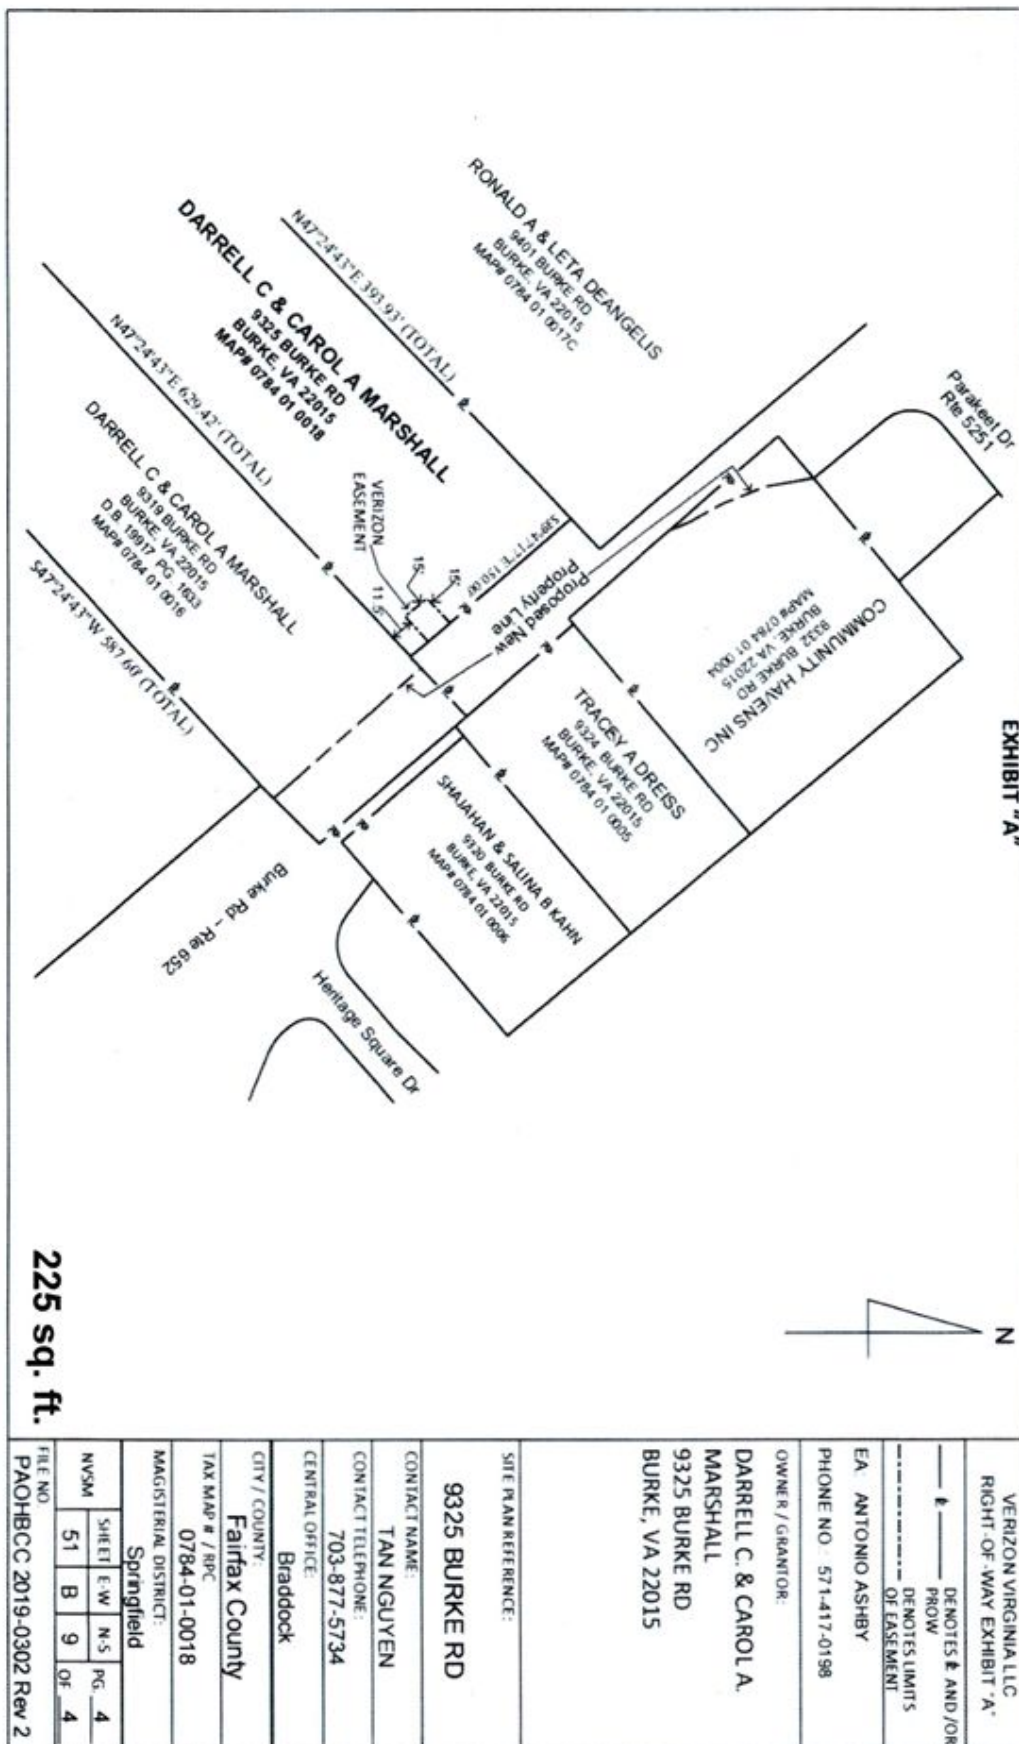 EXHIBIT "A"
N
Parakeet Dr
Rte 5251
RONALD A & LETA DEANGELIS
9401 BURKE RD
BURKE, VA 22015
MAP# 0784 01 0017C
N47°24'43"E 393.93' (TOTAL)
DARRELL C & CAROL A MARSHALL
9325 BURKE RD
BURKE, VA 22015
MAP# 0784 01 0018
N47°24'43"E 629.42' (TOTAL)
DARRELL C & CAROL A MARSHALL
9319 BURKE RD
BURKE, VA 22015
D.B. 19917 PG. 1633
MAP# 0784 01 0016
S47°24'43"W 587.60' (TOTAL)
VERIZON
EASEMENT
15'
15'
11.5'
Proposed New
Property Line
COMMUNITY HAVENS INC
9332 BURKE RD
BURKE, VA 22015
MAP# 0784 01 0004
TRACEY A DREISS
9324 BURKE RD
BURKE, VA 22015
MAP# 0784 01 0005
SHAJAHAN & SALINA B KAHN
9320 BURKE RD
BURKE, VA 22015
MAP# 0784 01 0006
Burke Rd - Rte 652
Heritage Square Dr
225 sq. ft.
VERIZON VIRGINIA LLC
RIGHT-OF-WAY EXHIBIT "A"
DENOTES ℄ AND/OR
PROW
DENOTES LIMITS
OF EASEMENT
EA: ANTONIO ASHBY
PHONE NO: 571-417-0198
OWNER / GRANTOR:
DARRELL C. & CAROL A.
MARSHALL
9325 BURKE RD
BURKE, VA 22015
SITE PLAN REFERENCE:
9325 BURKE RD
CONTACT NAME:
TAN NGUYEN
CONTACT TELEPHONE:
703-877-5734
CENTRAL OFFICE:
Braddock
CITY / COUNTY:
Fairfax County
TAX MAP # / RPC
0784-01-0018
MAGISTERIAL DISTRICT:
Springfield
NVSM SHEET E-W N-S PG. 4
51 B 9 OF 4
FILE NO.
PAOHBCC 2019-0302 Rev 2